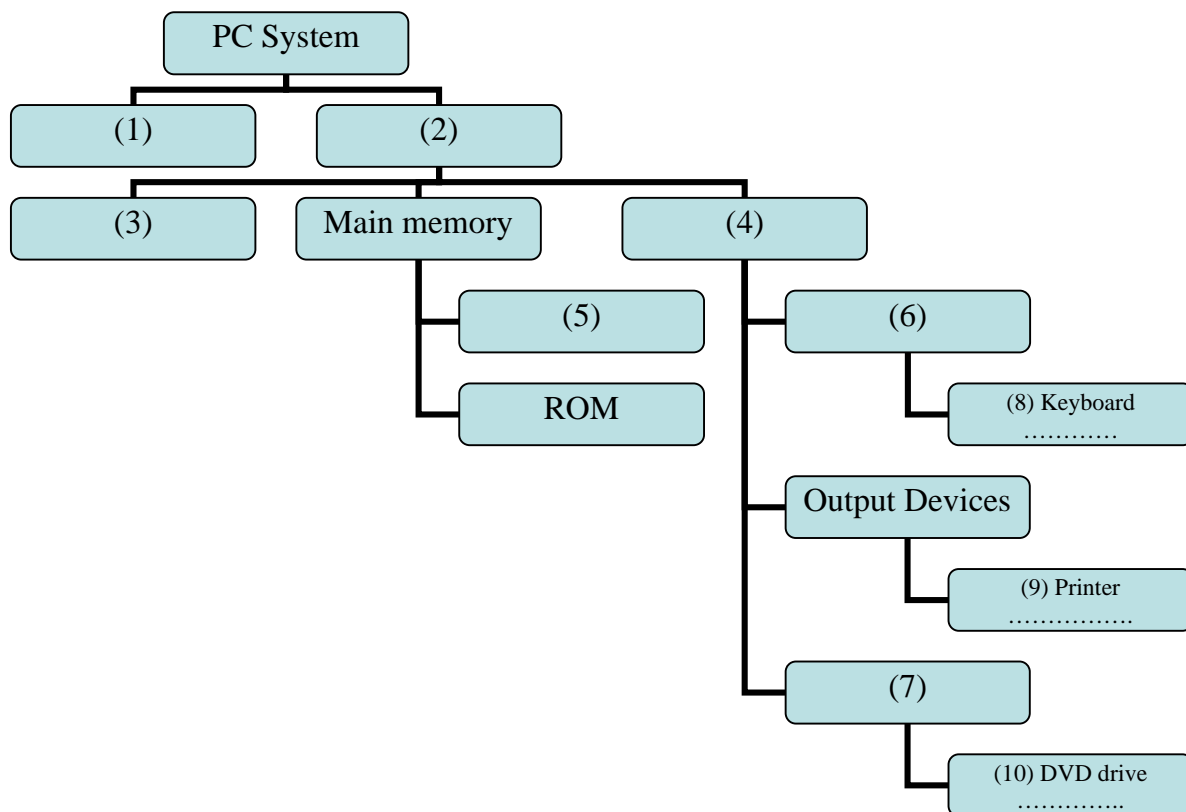 PC System
(1)
(2)
(3)
Main memory
(4)
(5)
(6)
ROM
(8) Keyboard
…………
Output Devices
(9) Printer
…………….
(7)
(10) DVD drive
…………..